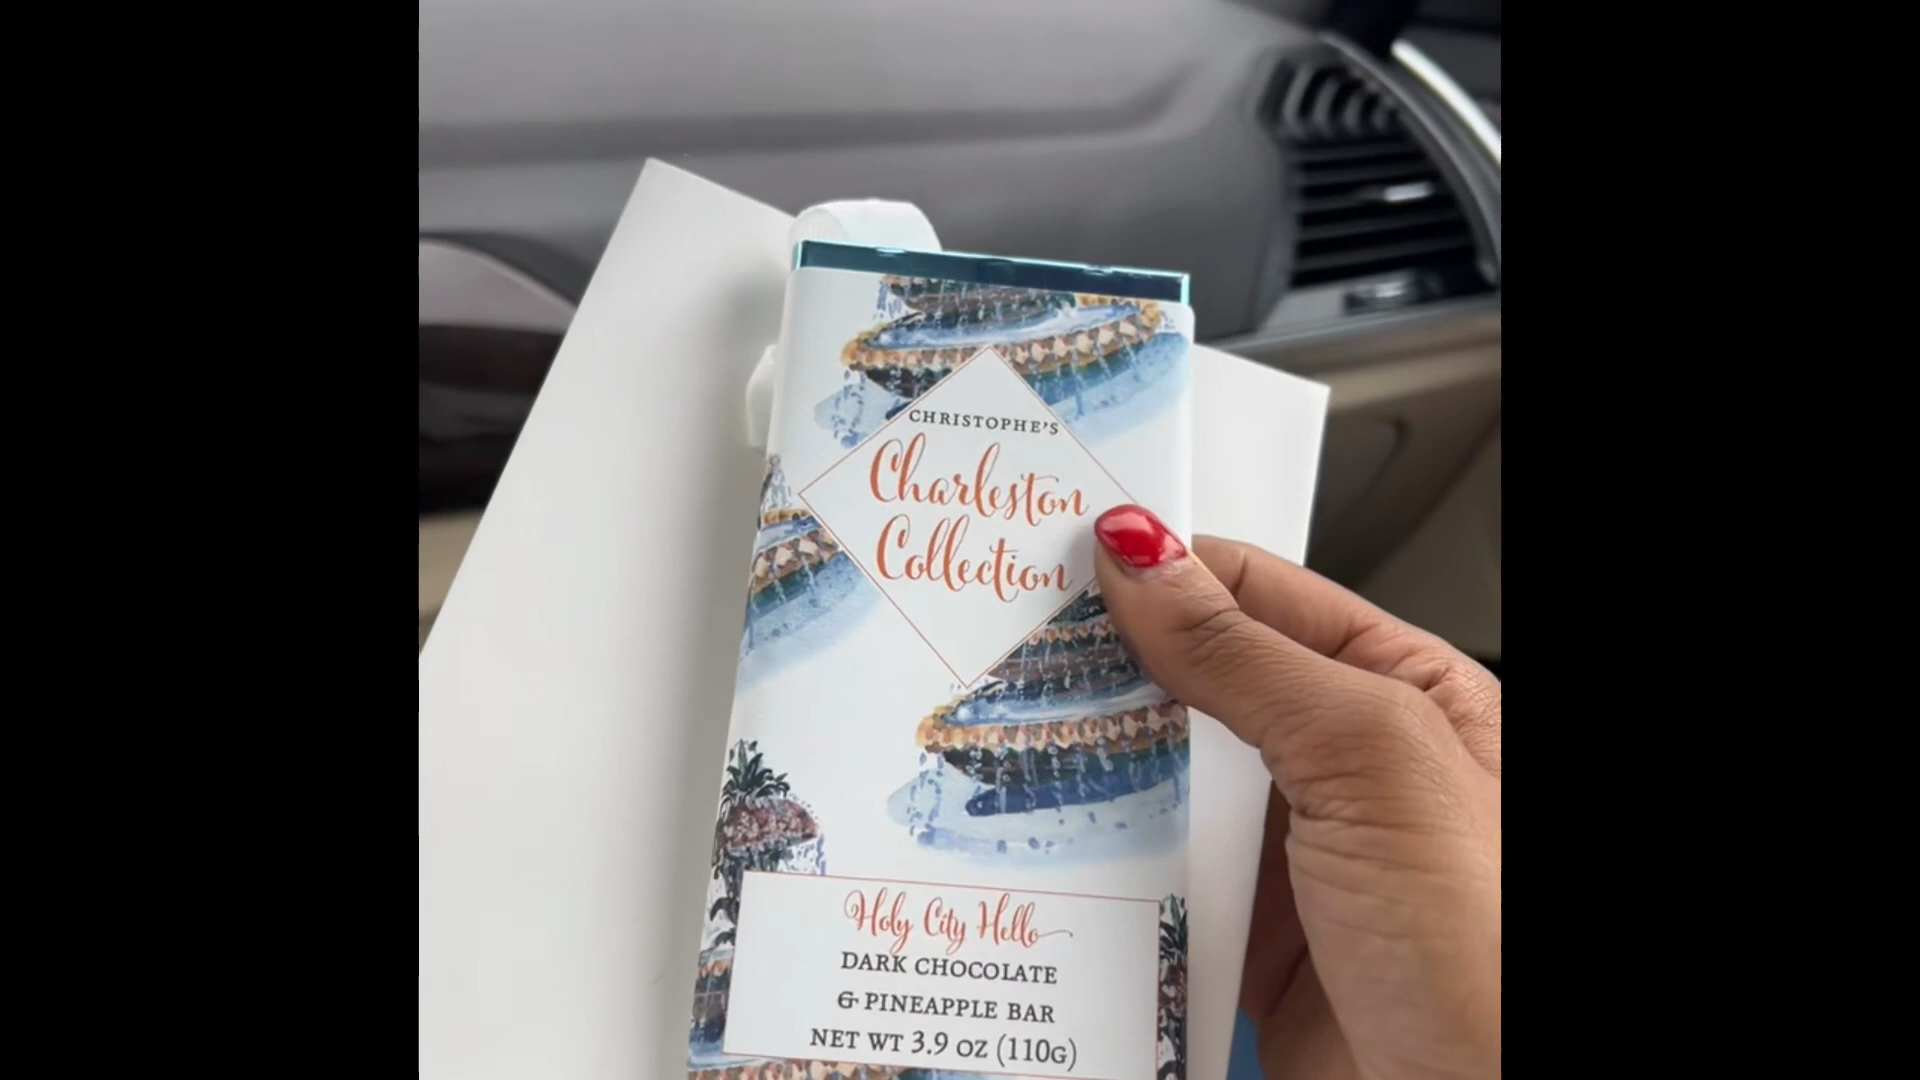 CHRISTOPHE'S
Charleston
Collection
Holy City Hello
DARK CHOCOLATE
& PINEAPPLE BAR
NET WT 3.9 OZ (110G)